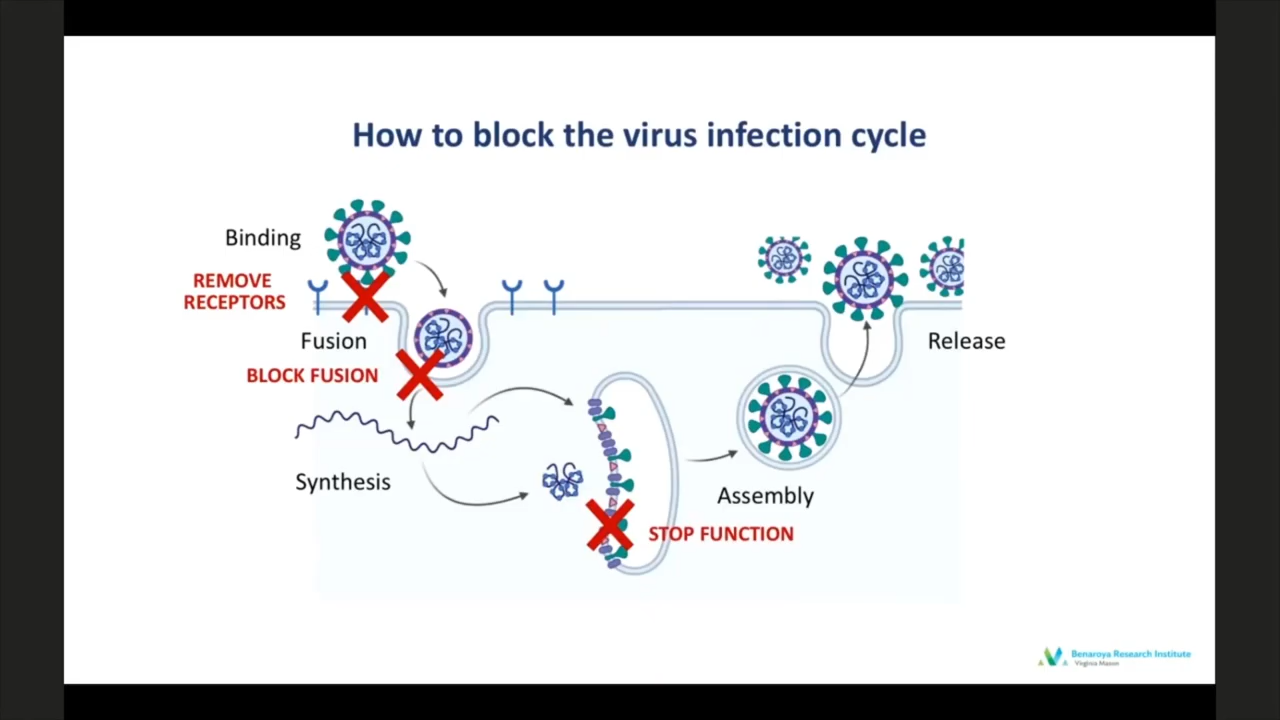 How to block the virus infection cycle
Binding
REMOVE
RECEPTORS
Fusion
BLOCK FUSION
Synthesis
STOP FUNCTION
Assembly
Release
Benaroya Research Institute
Virginia Mason